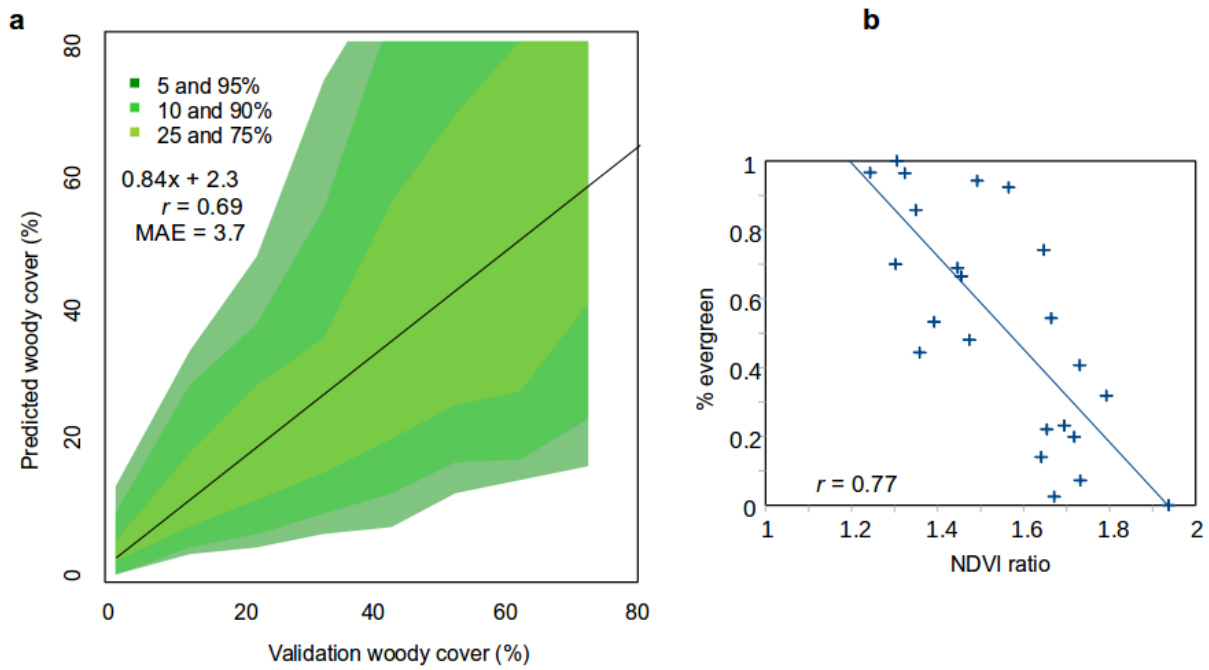 a
80
60
40
20
0
Predicted woody cover (%)
5 and 95%
10 and 90%
25 and 75%
0.84x + 2.3
r = 0.69
MAE = 3.7
0 20 40 60 80
Validation woody cover (%)
b
1
0.8
0.6
0.4
0.2
0
% evergreen
r = 0.77
1 1.2 1.4 1.6 1.8 2
NDVI ratio